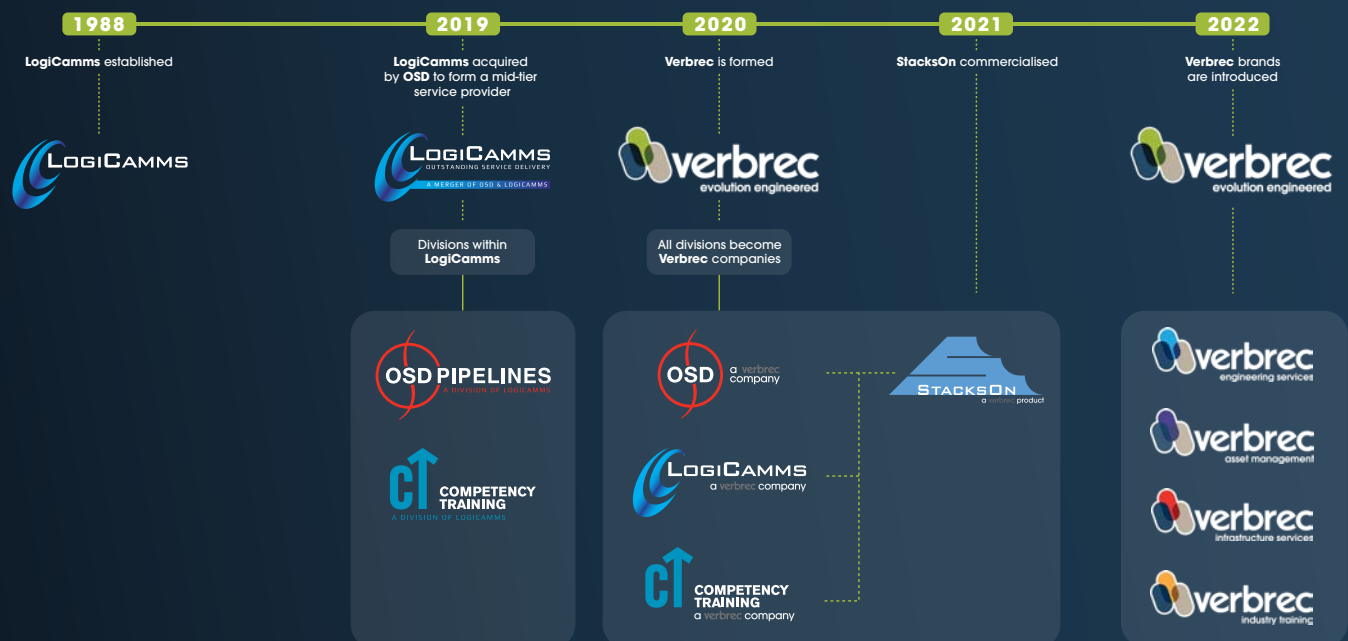 1988
LogiCamms established
LOGICAMMS
2019
LogiCamms acquired
by OSD to form a mid-tier
service provider
LOGICAMMS
OUTSTANDING SERVICE DELIVERY
A MERGER OF OSD & LOGICAMMS
Divisions within
LogiCamms
OSD PIPELINES
A DIVISION OF LOGICAMMS
CT
COMPETENCY
TRAINING
A DIVISION OF LOGICAMMS
2020
Verbrec is formed
verbrec
evolution engineered
All divisions become
Verbrec companies
OSD
a verbrec
company
LOGICAMMS
a verbrec company
CT
COMPETENCY
TRAINING
a verbrec company
2021
StacksOn commercialised
STACKSON
a verbrec product
2022
Verbrec brands
are introduced
verbrec
evolution engineered
verbrec
engineering services
verbrec
asset management
verbrec
infrastructure services
verbrec
industry training